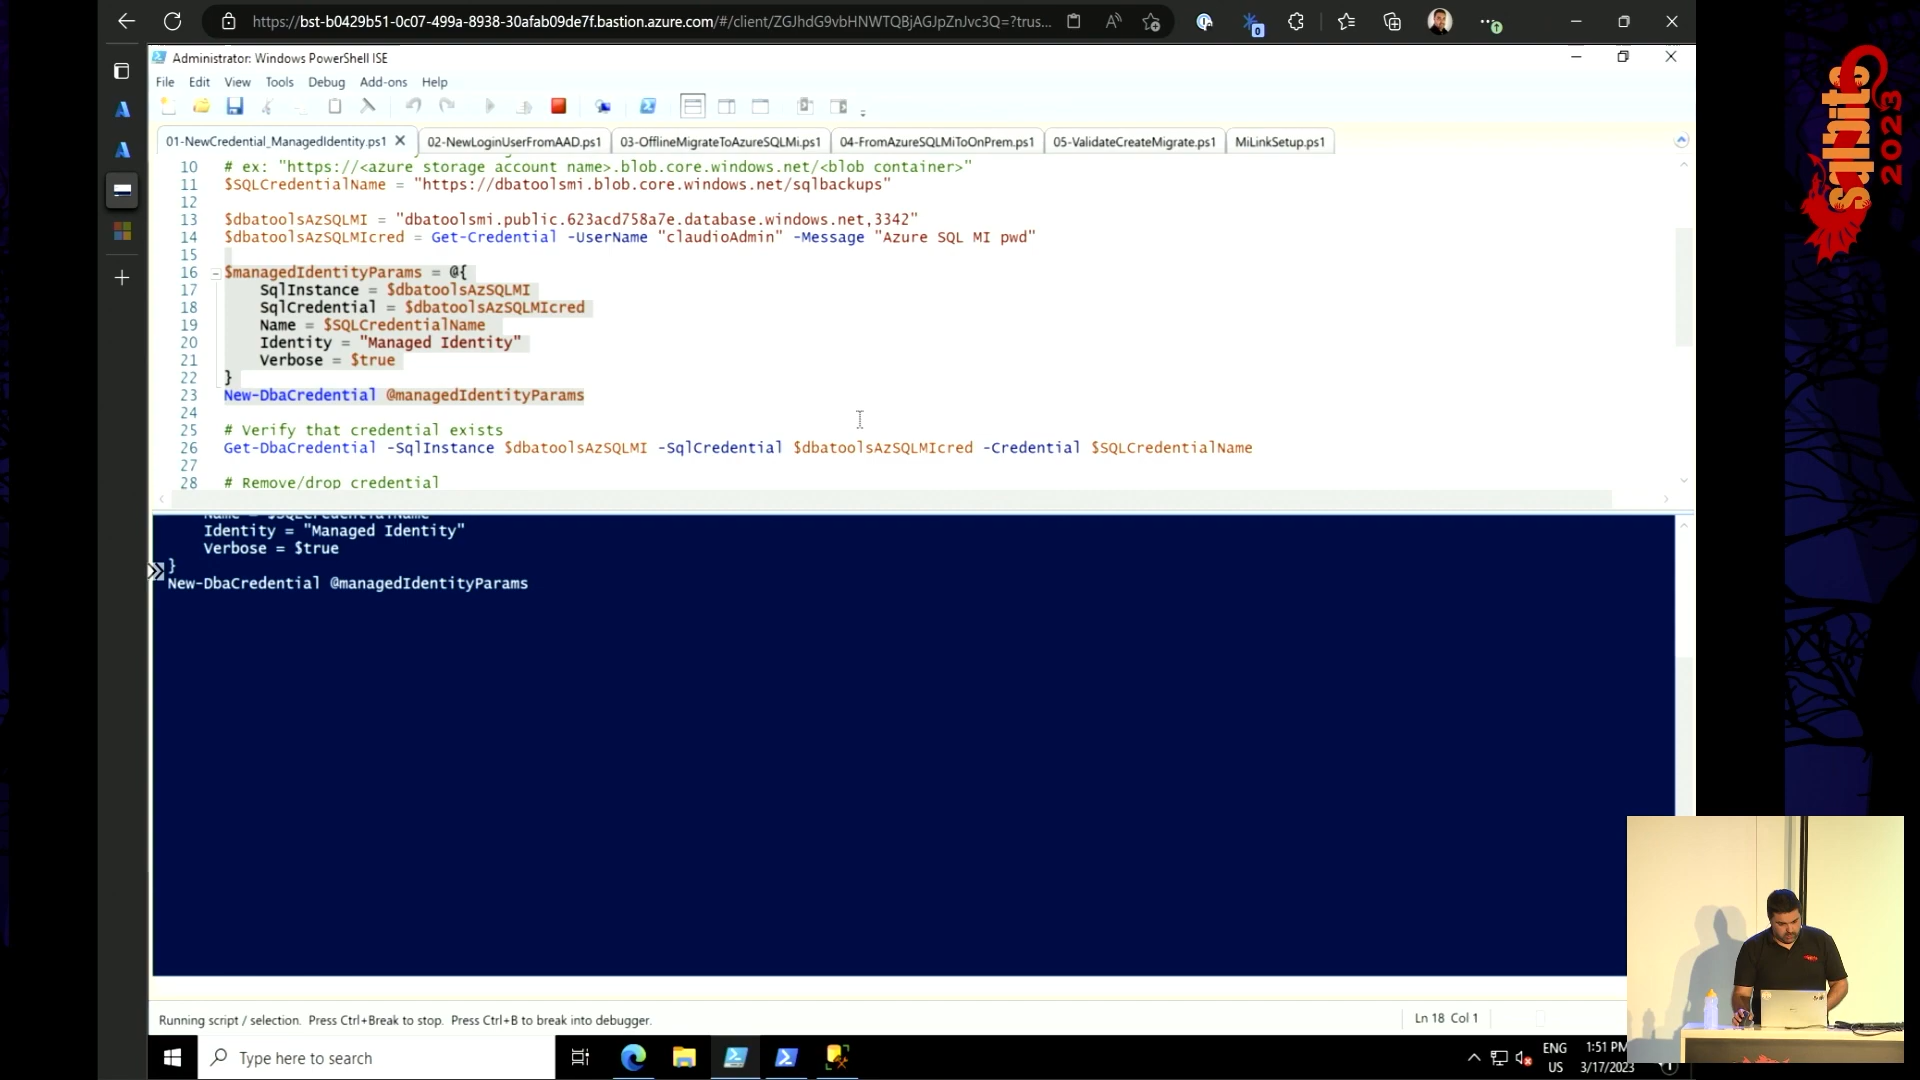 https://bst-b0429b51-0c07-499a-8938-30afab09de7f.bastion.azure.com/#/client/ZGJhdG9vbHNWTQBjAGJpZnJvc3Q=?trus...
0
Administrator: Windows PowerShell ISE
File Edit View Tools Debug Add-ons Help
01-NewCredential_ManagedIdentity.ps1 02-NewLoginUserFromAAD.ps1 03-OfflineMigrateToAzureSQLMi.ps1 04-FromAzureSQLMiToOnPrem.ps1 05-ValidateCreateMigrate.ps1 MiLinkSetup.ps1
10 # ex: "https://<azure storage account name>.blob.core.windows.net/<blob container>"
11 $SQLCredentialName = "https://dbatoolsmi.blob.core.windows.net/sqlbackups"
12
13 $dbatoolsAzSQLMI = "dbatoolsmi.public.623acd758a7e.database.windows.net,3342"
14 $dbatoolsAzSQLMIcred = Get-Credential -UserName "claudioAdmin" -Message "Azure SQL MI pwd"
15
16 $managedIdentityParams = @{
17 SqlInstance = $dbatoolsAzSQLMI
18 SqlCredential = $dbatoolsAzSQLMIcred
19 Name = $SQLCredentialName
20 Identity = "Managed Identity"
21 Verbose = $true
22 }
23 New-DbaCredential @managedIdentityParams
24
25 # Verify that credential exists
26 Get-DbaCredential -SqlInstance $dbatoolsAzSQLMI -SqlCredential $dbatoolsAzSQLMIcred -Credential $SQLCredentialName
27
28 # Remove/drop credential
Name = $SQLCredentialName
Identity = "Managed Identity"
Verbose = $true
}
>> New-DbaCredential @managedIdentityParams
Running script / selection. Press Ctrl+Break to stop. Press Ctrl+B to break into debugger.
Ln 18 Col 1
Type here to search
ENG
US
1:51 PM
3/17/2023
1
sqlbits
2023